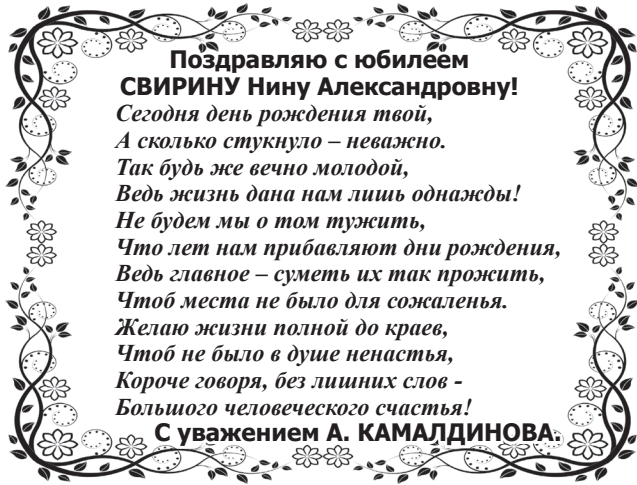 Поздравляю с юбилеем
СВИРИНУ Нину Александровну!
Сегодня день рождения твой,
А сколько стукнуло – неважно.
Так будь же вечно молодой,
Ведь жизнь дана нам лишь однажды!
Не будем мы о том тужить,
Что лет нам прибавляют дни рождения,
Ведь главное – суметь их так прожить,
Чтоб места не было для сожаленья.
Желаю жизни полной до краев,
Чтоб не было в душе ненастья,
Короче говоря, без лишних слов -
Большого человеческого счастья!
С уважением А. КАМАЛДИНОВА.